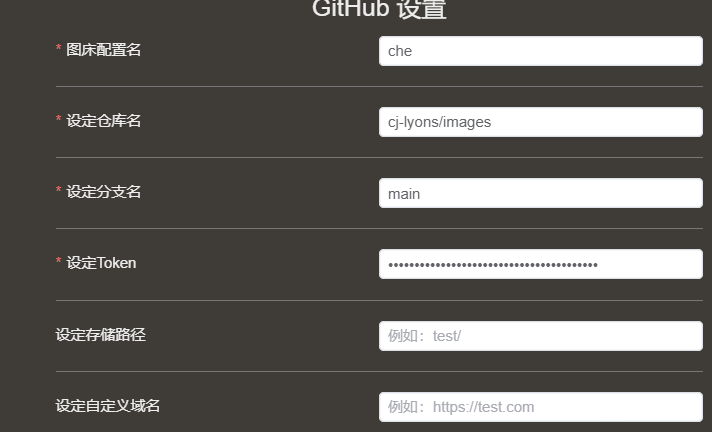 GitHub 设置
* 图床配置名
che
* 设定仓库名
cj-lyons/images
* 设定分支名
main
* 设定Token
••••••••••••••••••••••••••••••••••••••••
设定存储路径
例如：test/
设定自定义域名
例如：https://test.com